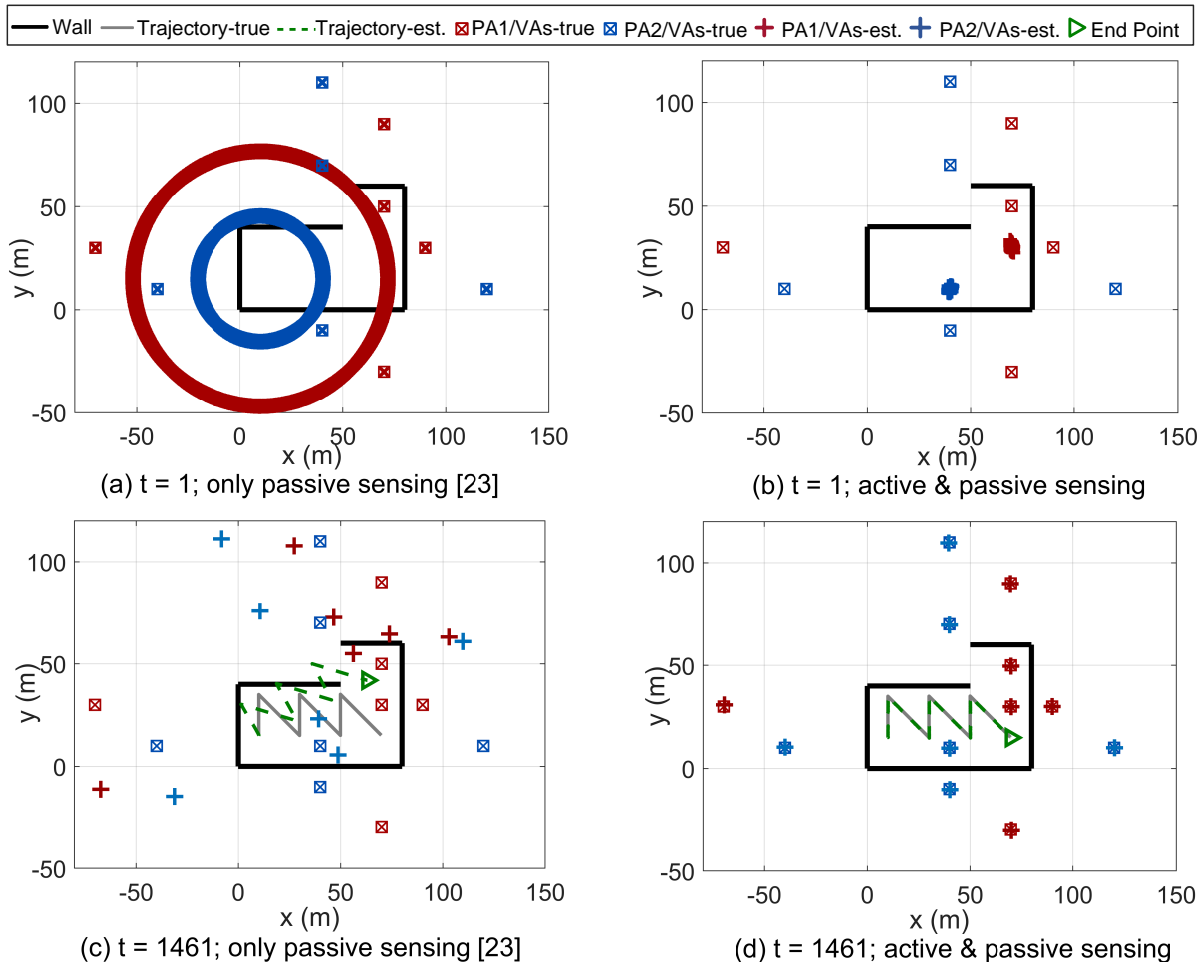 Wall Trajectory-true Trajectory-est. PA1/VAs-true PA2/VAs-true PA1/VAs-est. PA2/VAs-est. End Point
100
50
0
-50
y (m)
-50 0 50 100 150
x (m)
(a) t = 1; only passive sensing [23]
100
50
0
-50
y (m)
-50 0 50 100 150
x (m)
(b) t = 1; active & passive sensing
100
50
0
-50
y (m)
-50 0 50 100 150
x (m)
(c) t = 1461; only passive sensing [23]
100
50
0
-50
y (m)
-50 0 50 100 150
x (m)
(d) t = 1461; active & passive sensing